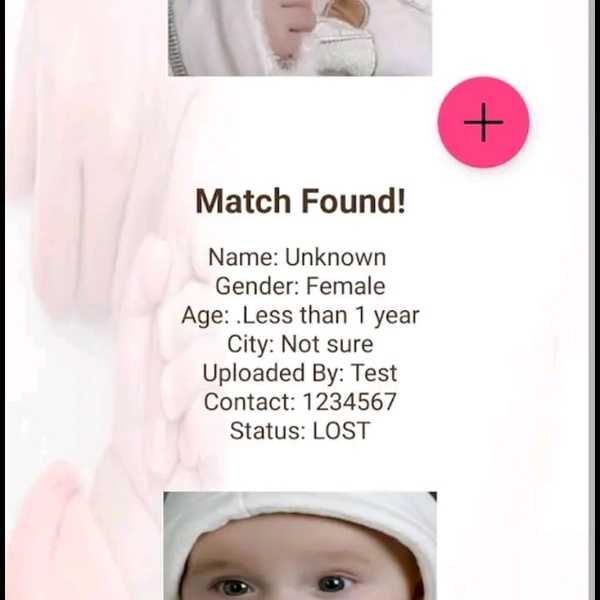 Match Found!
Name: Unknown
Gender: Female
Age: .Less than 1 year
City: Not sure
Uploaded By: Test
Contact: 1234567
Status: LOST